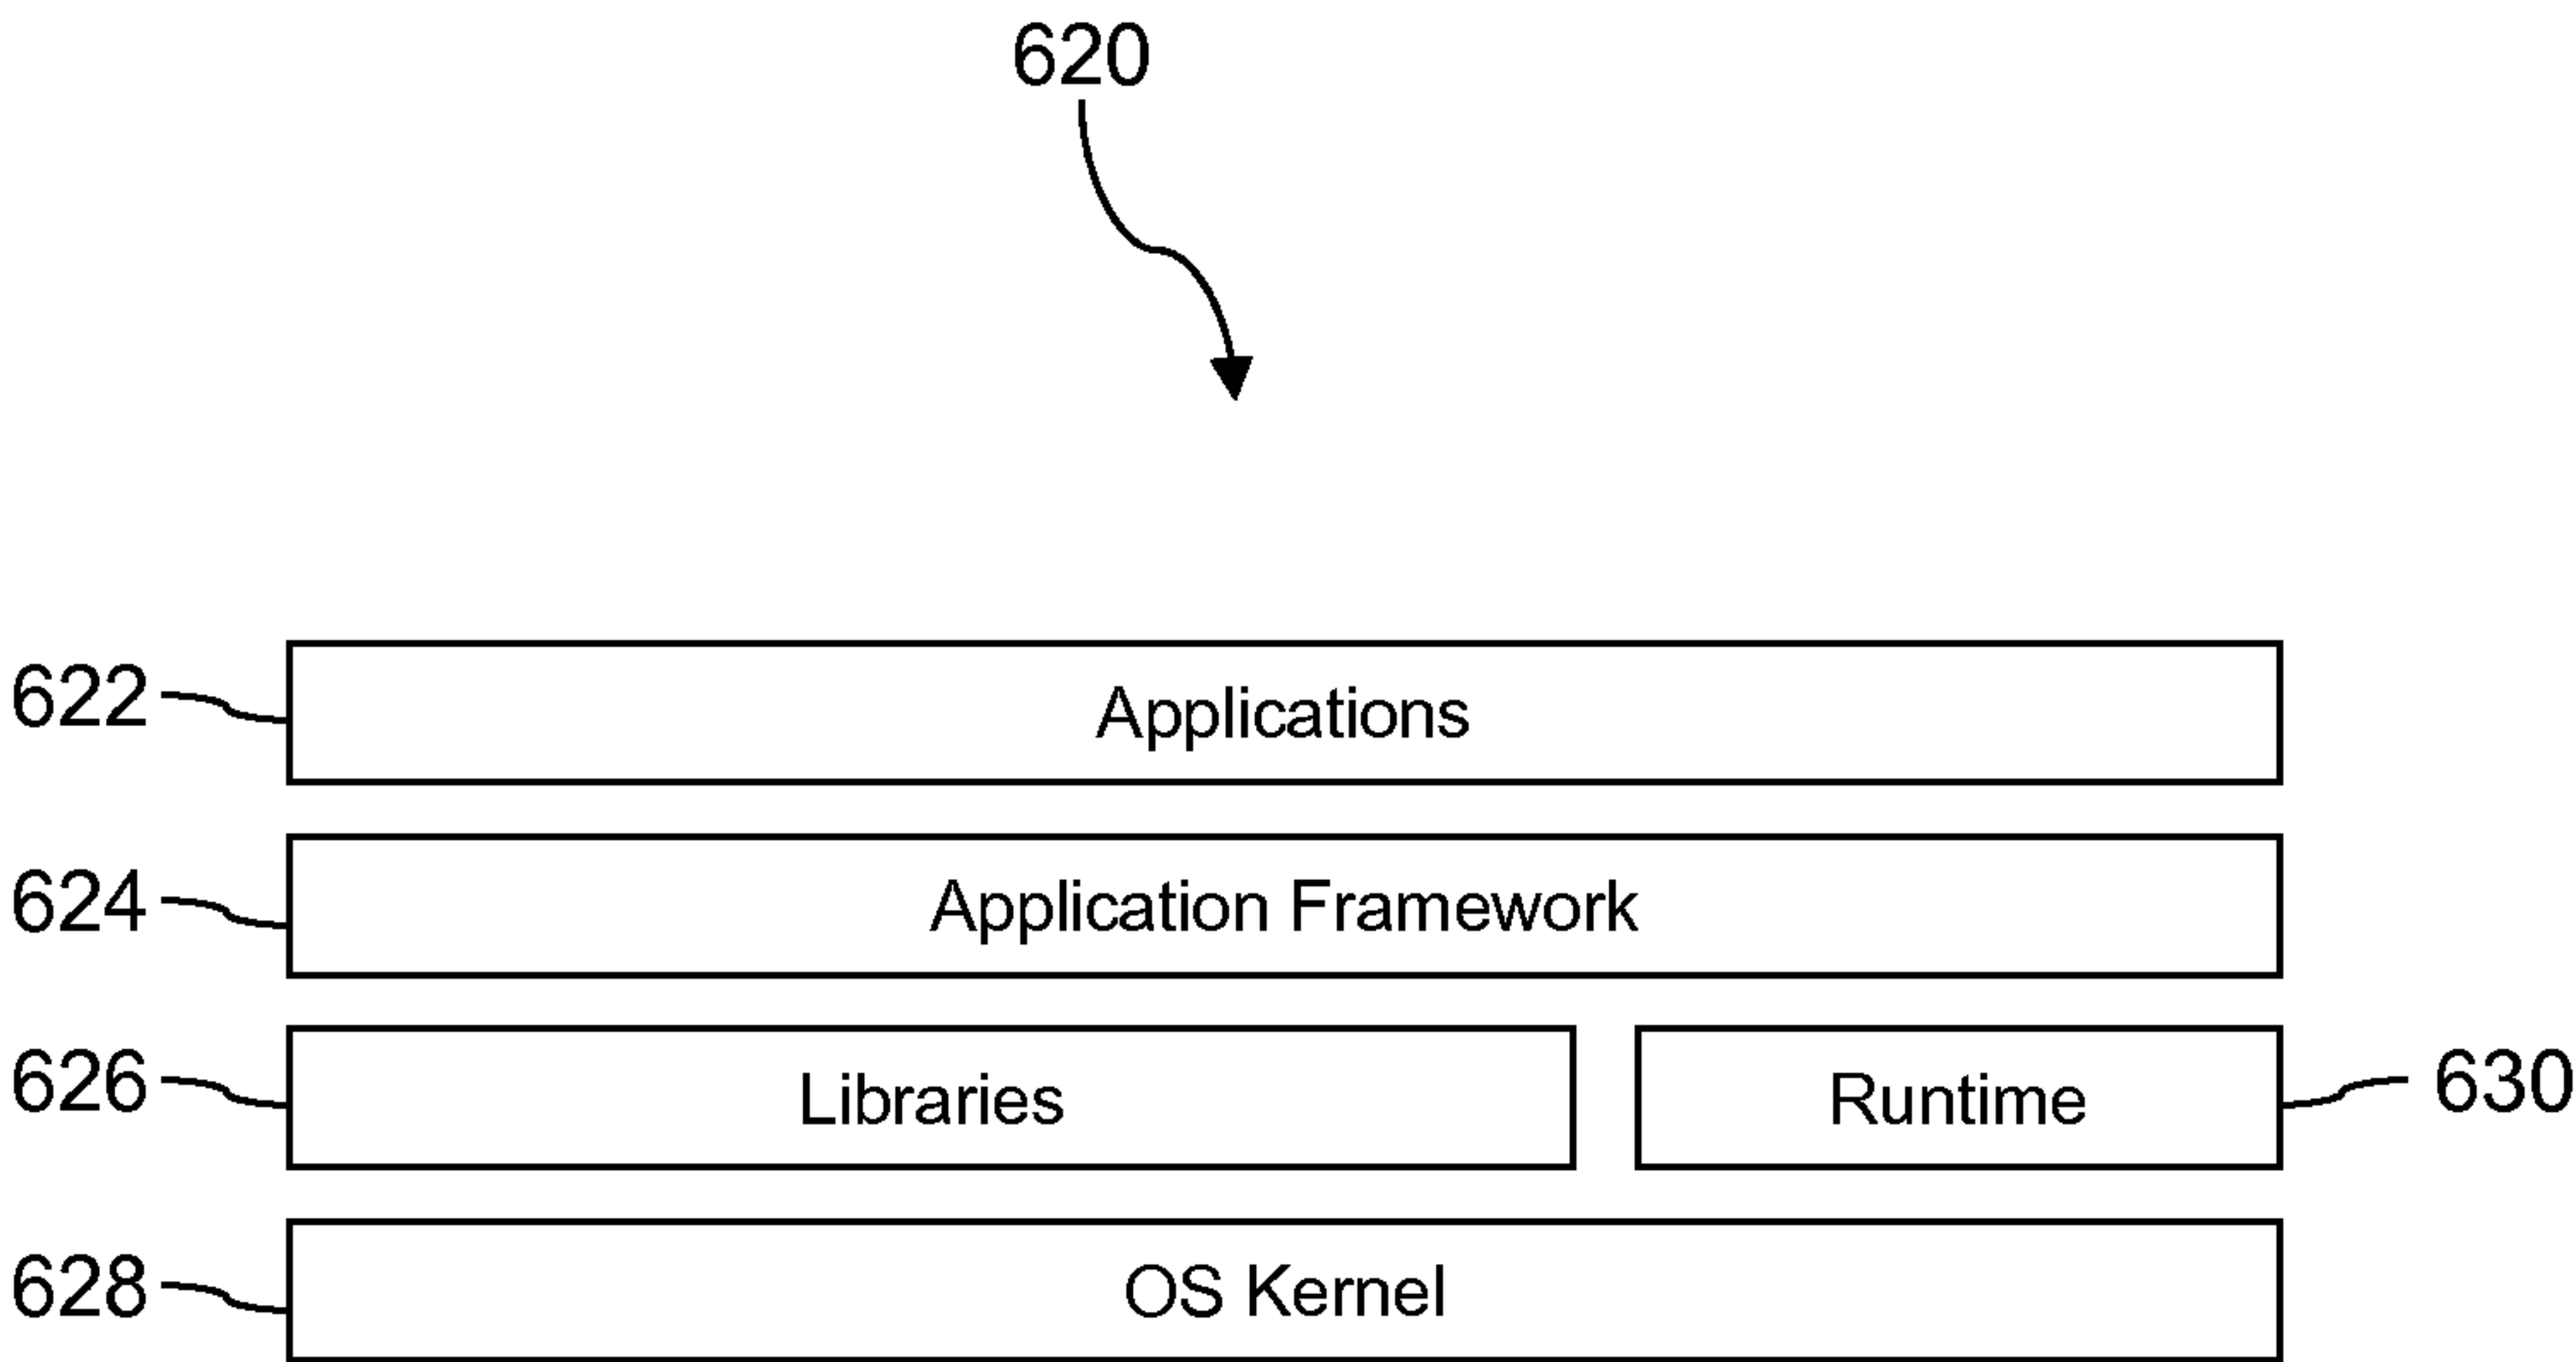 620
622 Applications
624 Application Framework
626 Libraries Runtime 630
628 OS Kernel